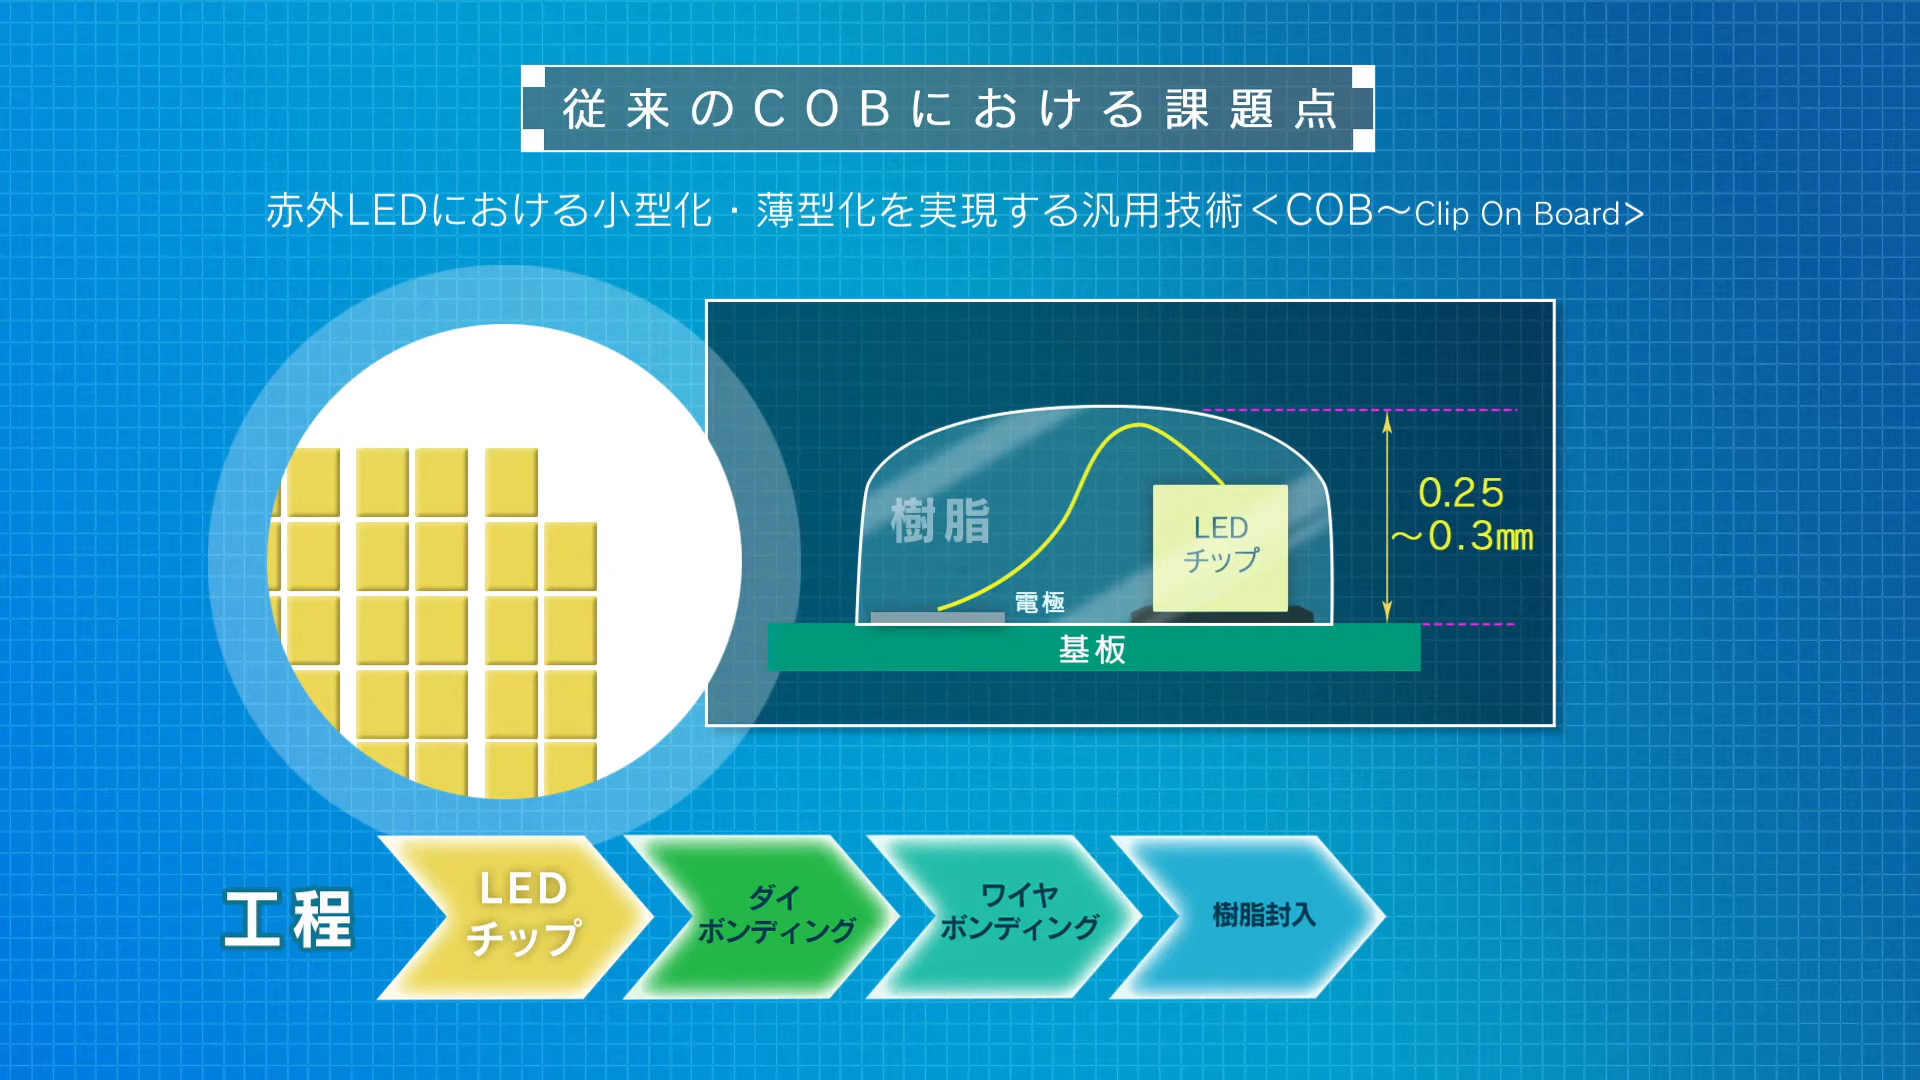 従来のCOBにおける課題点
赤外LEDにおける小型化・薄型化を実現する汎用技術<COB～Clip On Board>
樹脂
LED
チップ
電極
基板
0.25
～0.3㎜
工程
LED
チップ
ダイ
ボンディング
ワイヤ
ボンディング
樹脂封入